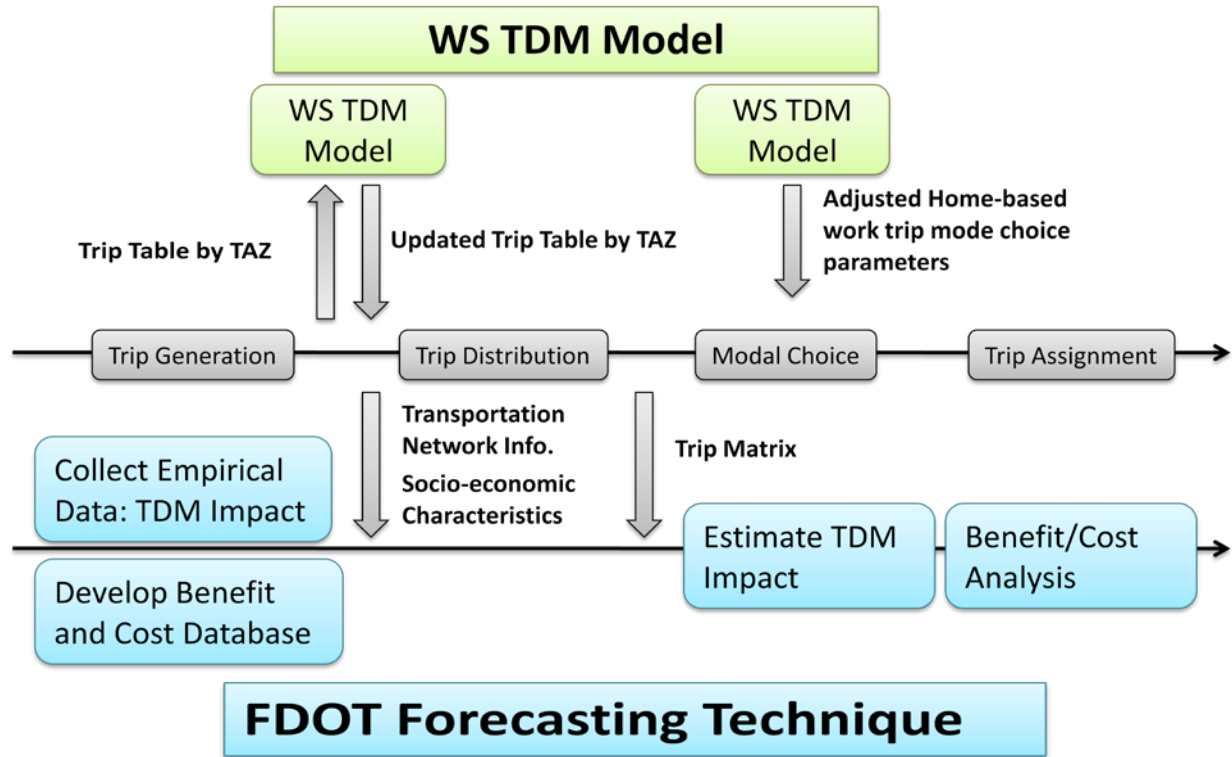 WS TDM Model
WS TDM
Model
WS TDM
Model
Trip Table by TAZ
Updated Trip Table by TAZ
Adjusted Home-based
work trip mode choice
parameters
Trip Generation
Trip Distribution
Modal Choice
Trip Assignment
Transportation
Network Info.
Socio-economic
Characteristics
Trip Matrix
Collect Empirical
Data: TDM Impact
Develop Benefit
and Cost Database
Estimate TDM
Impact
Benefit/Cost
Analysis
FDOT Forecasting Technique